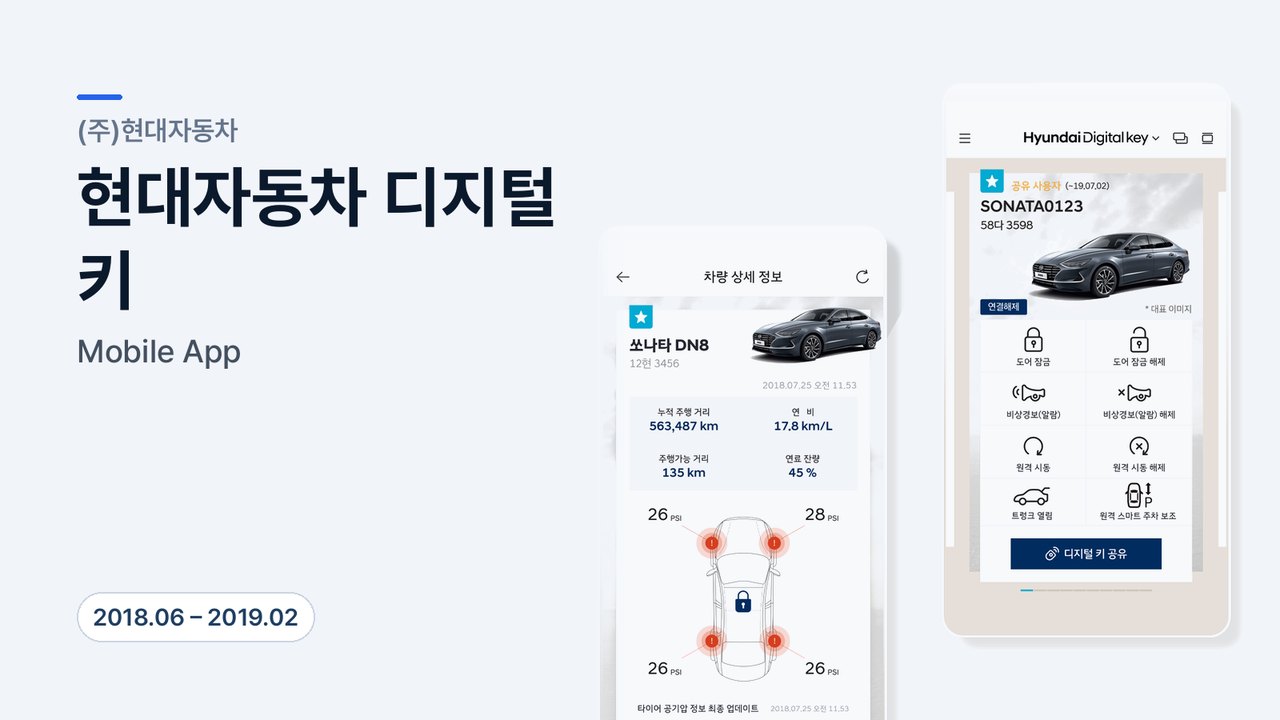 (주)현대자동차
현대자동차 디지털
키
Mobile App
2018.06 – 2019.02
차량 상세 정보
쏘나타 DN8
12현 3456
2018.07.25 오전 11.53
누적 주행 거리
563,487 km
연 비
17.8 km/L
주행가능 거리
135 km
연료 잔량
45 %
26 PSI
28 PSI
26 PSI
26 PSI
타이어 공기압 정보 최종 업데이트 2018.07.25 오전 11.53
Hyundai Digital key
공유 사용자 (~19.07.02)
SONATA0123
58다 3598
연결해제
* 대표 이미지
도어 잠금
도어 잠금 해제
비상경보(알람)
비상경보(알람) 해제
원격 시동
원격 시동 해제
트렁크 열림
P
원격 스마트 주차 보조
디지털 키 공유